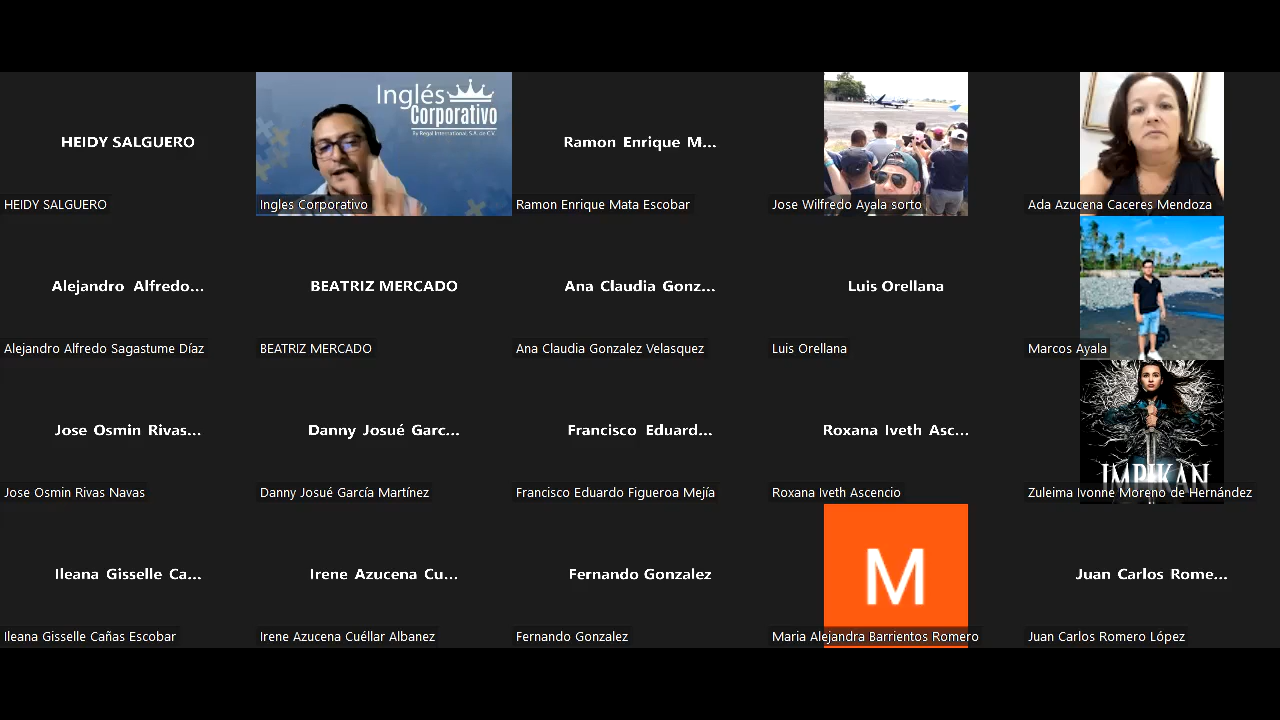 HEIDY SALGUERO
HEIDY SALGUERO
Inglés
Corporativo
By Regal International, S.A. de C.V.
Ingles Corporativo
Ramon Enrique M...
Ramon Enrique Mata Escobar
Jose Wilfredo Ayala sorto
Ada Azucena Caceres Mendoza
Alejandro Alfredo...
Alejandro Alfredo Sagastume Díaz
BEATRIZ MERCADO
BEATRIZ MERCADO
Ana Claudia Gonz...
Ana Claudia Gonzalez Velasquez
Luis Orellana
Luis Orellana
Marcos Ayala
Jose Osmin Rivas...
Jose Osmin Rivas Navas
Danny Josué Garc...
Danny Josué García Martínez
Francisco Eduard...
Francisco Eduardo Figueroa Mejía
Roxana Iveth Asc...
Roxana Iveth Ascencio
IMPIKAN
Zuleima Ivonne Moreno de Hernández
Ileana Gisselle Ca...
Ileana Gisselle Cañas Escobar
Irene Azucena Cu...
Irene Azucena Cuéllar Albanez
Fernando Gonzalez
Fernando Gonzalez
M
Maria Alejandra Barrientos Romero
Juan Carlos Rome...
Juan Carlos Romero López